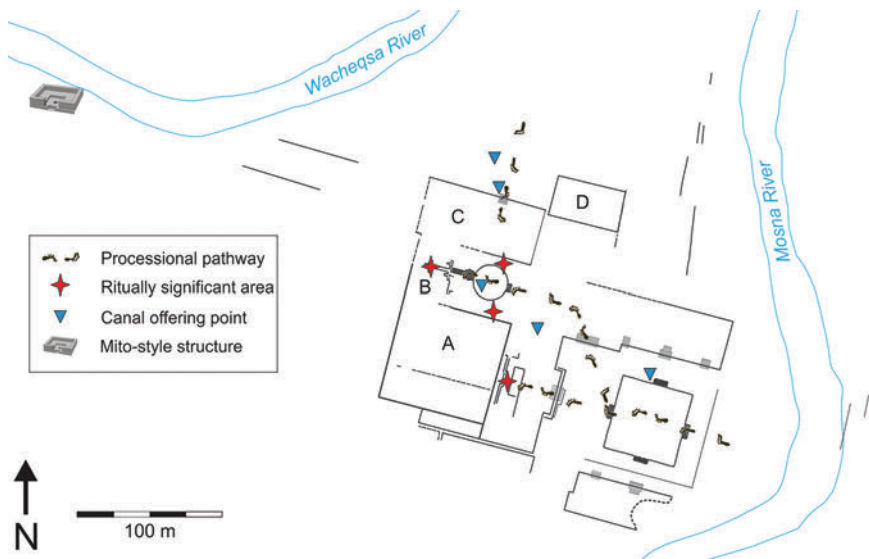 Wacheqsa River
Mosna River
D
C
B
A
Processional pathway
Ritually significant area
Canal offering point
Mito-style structure
N
100 m